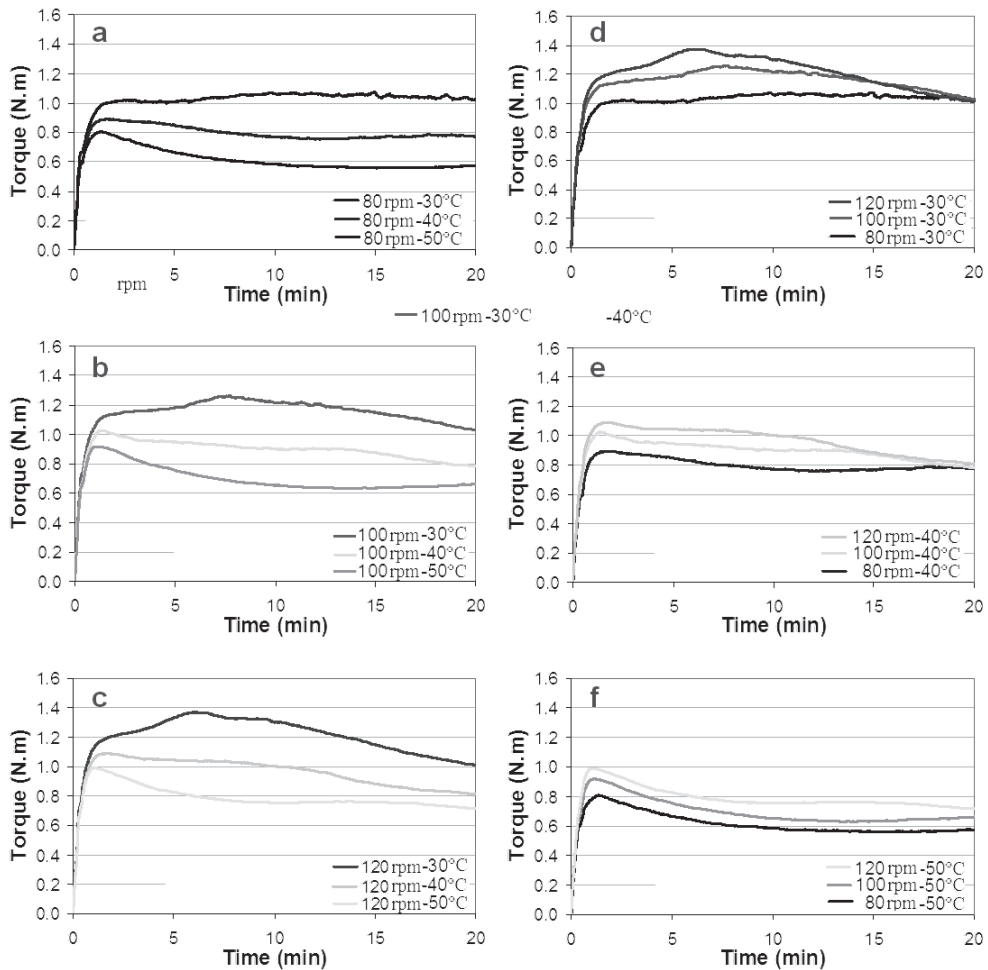 a
Torque (N.m)
1.6
1.4
1.2
1.0
0.8
0.6
0.4
0.2
0.0
80 rpm-30°C
80 rpm-40°C
80 rpm-50°C
0 5 10 15 20
rpm
Time (min)
d
Torque (N.m)
1.6
1.4
1.2
1.0
0.8
0.6
0.4
0.2
0.0
120 rpm-30°C
100 rpm-30°C
80 rpm-30°C
0 5 10 15 20
Time (min)
100 rpm-30°C -40°C
b
Torque (N.m)
1.6
1.4
1.2
1.0
0.8
0.6
0.4
0.2
0.0
100 rpm-30°C
100 rpm-40°C
100 rpm-50°C
0 5 10 15 20
Time (min)
e
Torque (N.m)
1.6
1.4
1.2
1.0
0.8
0.6
0.4
0.2
0.0
120 rpm-40°C
100 rpm-40°C
80 rpm-40°C
0 5 10 15 20
Time (min)
c
Torque (N.m)
1.6
1.4
1.2
1.0
0.8
0.6
0.4
0.2
0.0
120 rpm-30°C
120 rpm-40°C
120 rpm-50°C
0 5 10 15 20
Time (min)
f
Torque (N.m)
1.6
1.4
1.2
1.0
0.8
0.6
0.4
0.2
0.0
120 rpm-50°C
100 rpm-50°C
80 rpm-50°C
0 5 10 15 20
Time (min)